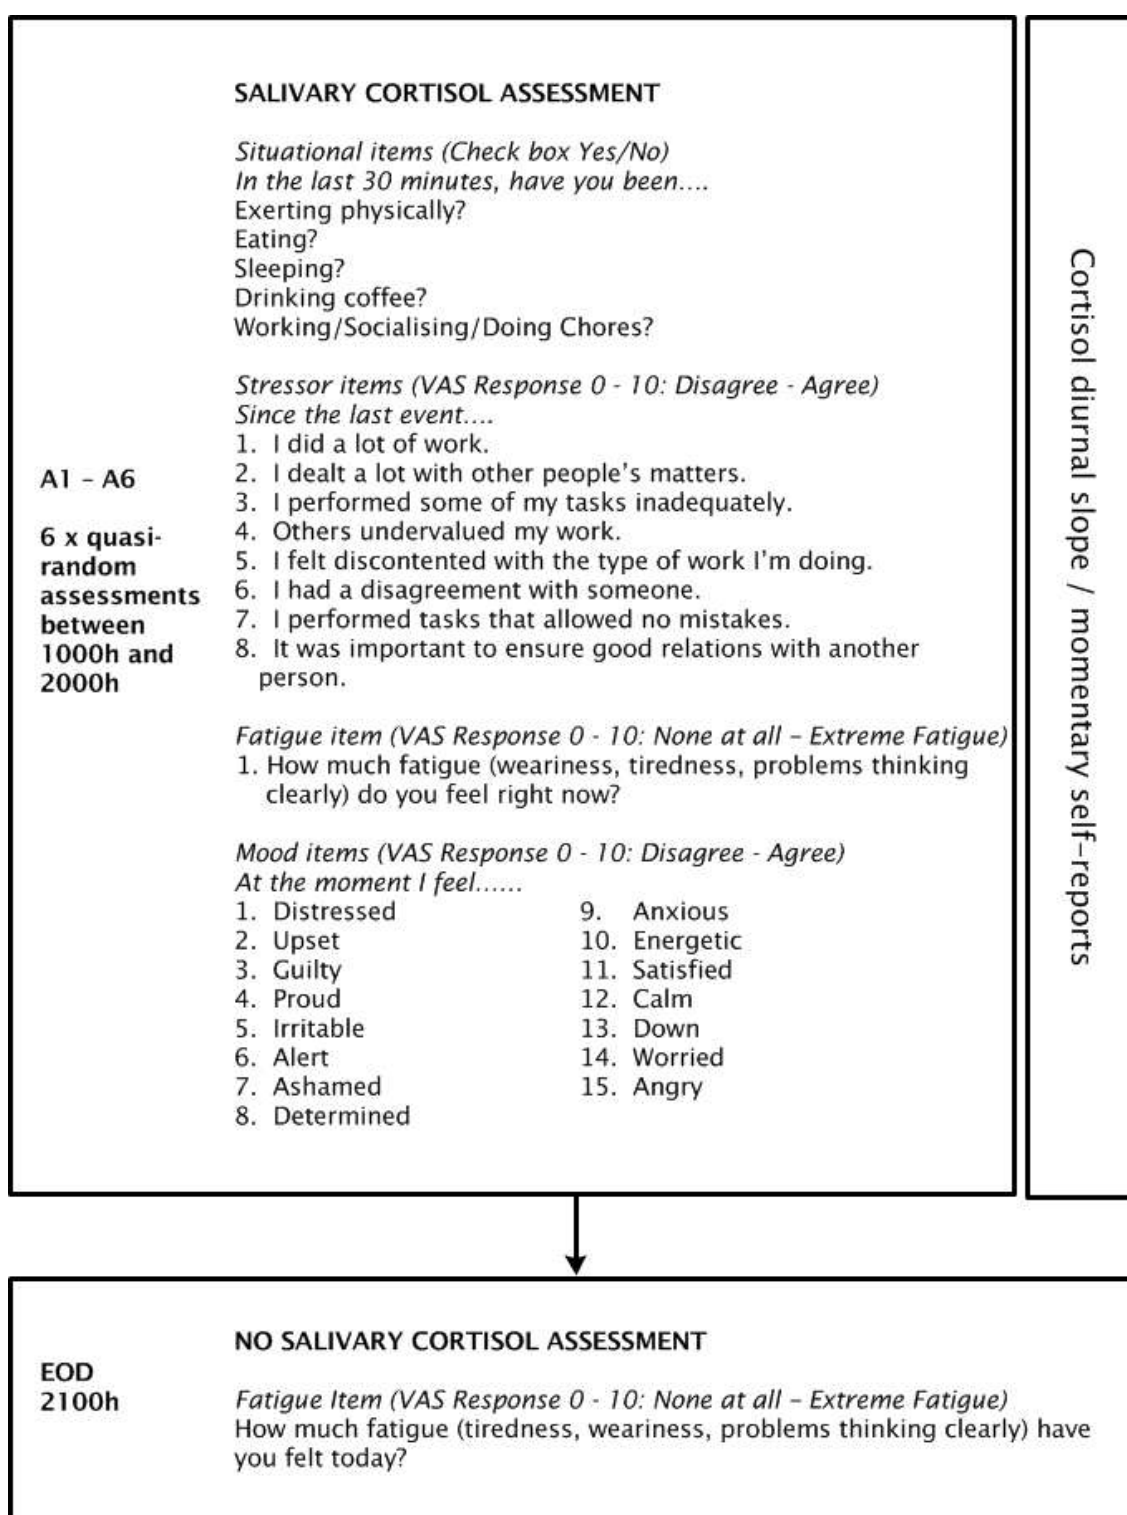 SALIVARY CORTISOL ASSESSMENT
Situational items (Check box Yes/No)
In the last 30 minutes, have you been....
Exerting physically?
Eating?
Sleeping?
Drinking coffee?
Working/Socialising/Doing Chores?
Stressor items (VAS Response 0 - 10: Disagree - Agree)
Since the last event....
1. I did a lot of work.
2. I dealt a lot with other people's matters.
3. I performed some of my tasks inadequately.
4. Others undervalued my work.
5. I felt discontented with the type of work I'm doing.
6. I had a disagreement with someone.
7. I performed tasks that allowed no mistakes.
8. It was important to ensure good relations with another
person.
Fatigue item (VAS Response 0 - 10: None at all – Extreme Fatigue)
1. How much fatigue (weariness, tiredness, problems thinking
clearly) do you feel right now?
Mood items (VAS Response 0 - 10: Disagree - Agree)
At the moment I feel......
1. Distressed
2. Upset
3. Guilty
4. Proud
5. Irritable
6. Alert
7. Ashamed
8. Determined
9. Anxious
10. Energetic
11. Satisfied
12. Calm
13. Down
14. Worried
15. Angry
A1 – A6
6 x quasi-
random
assessments
between
1000h and
2000h
Cortisol diurnal slope / momentary self-reports
EOD
2100h
NO SALIVARY CORTISOL ASSESSMENT
Fatigue Item (VAS Response 0 - 10: None at all – Extreme Fatigue)
How much fatigue (tiredness, weariness, problems thinking clearly) have
you felt today?